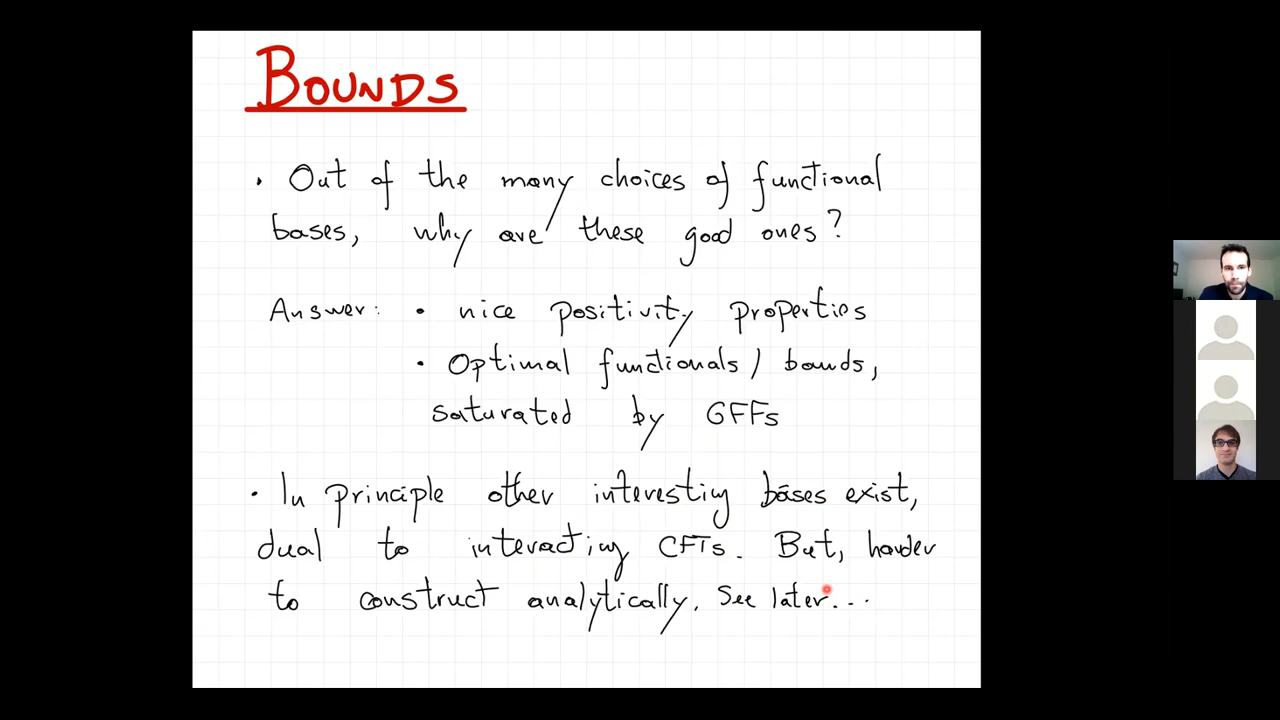 BOUNDS
• Out of the many choices of functional
bases, why are these good ones?
Answer: • nice positivity properties
• Optimal functionals / bounds,
saturated by GFFs
• In principle other interesting bases exist,
dual to interacting CFTs. But, harder
to construct analytically. See later...